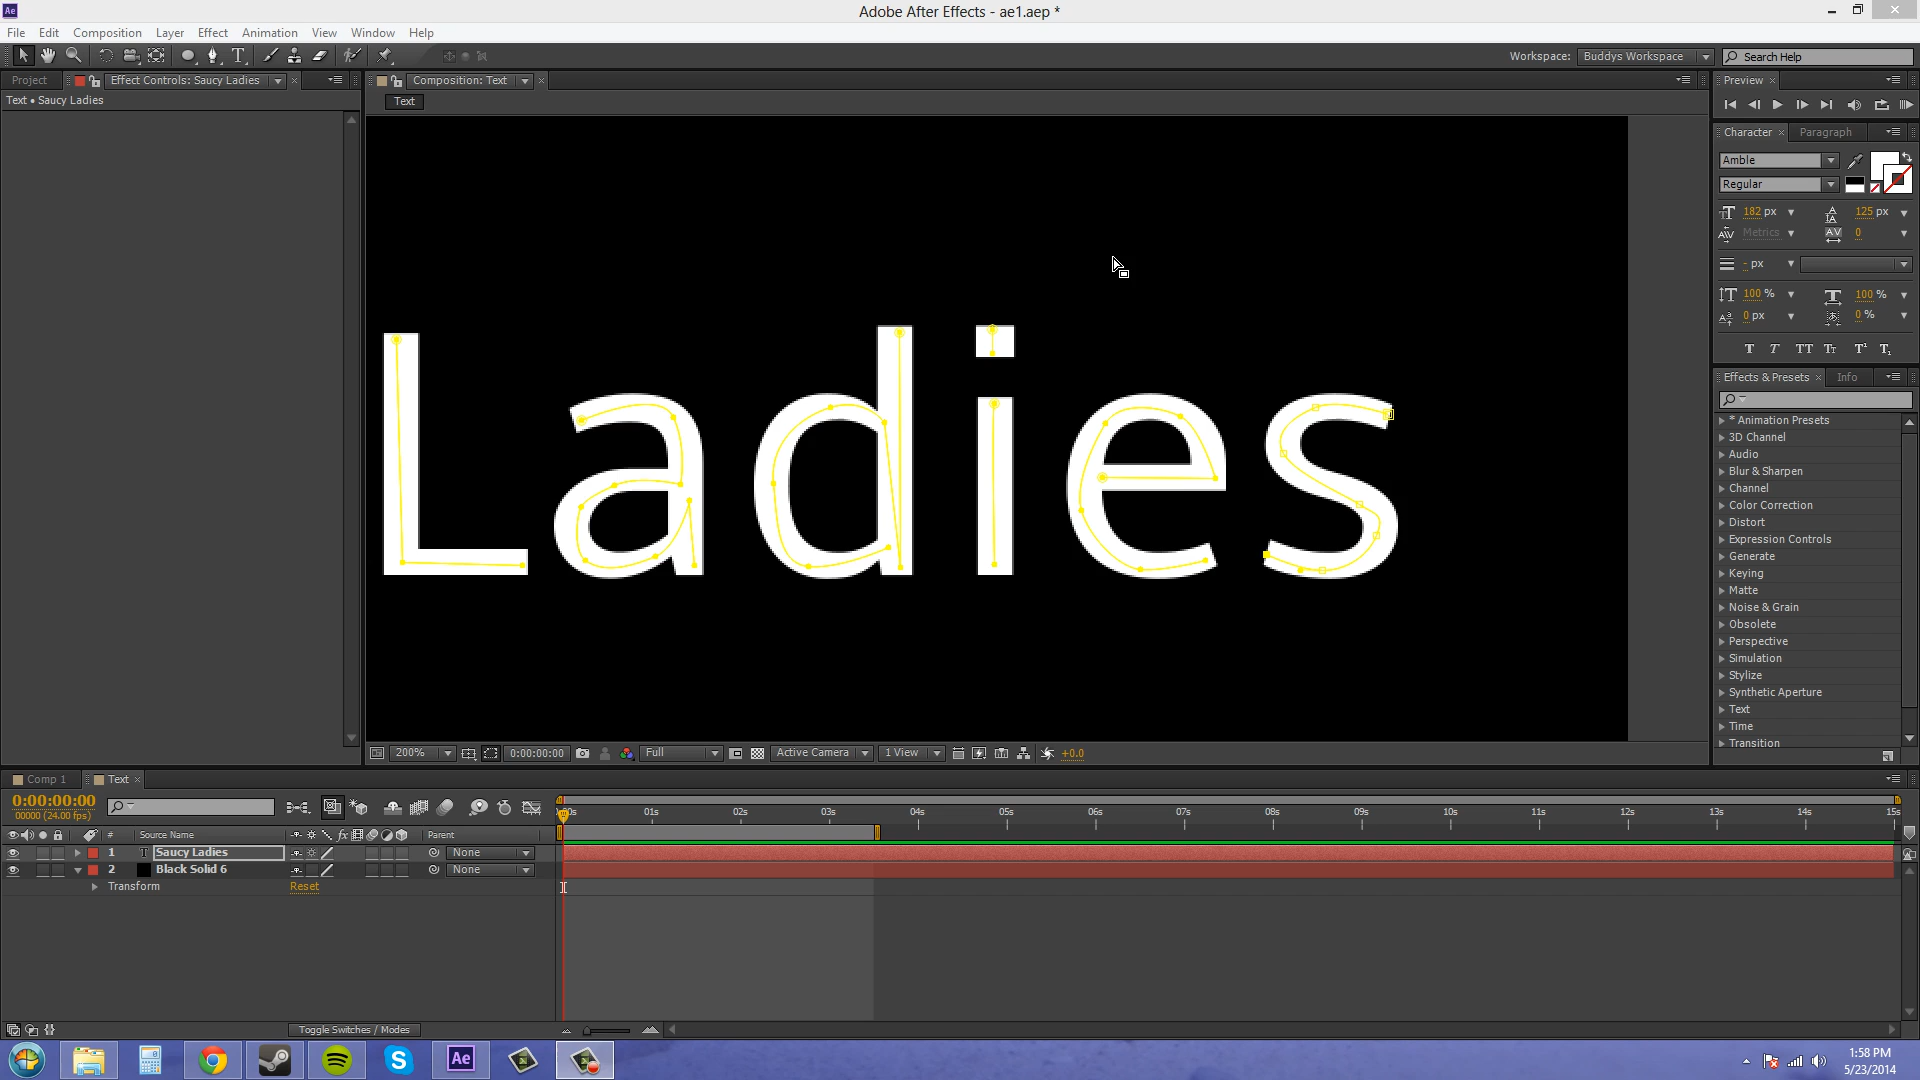 Ae
Adobe After Effects - ae1.aep *
File Edit Composition Layer Effect Animation View Window Help
Workspace: Buddys Workspace Search Help
Project Effect Controls: Saucy Ladies Composition: Text Preview
Text • Saucy Ladies
Text
Character Paragraph
Amble
Regular
182 px 125 px
Metrics 0
- px
100 % 100 %
0 px 0 %
T T TT Tr T¹ T₁
Effects & Presets Info
* Animation Presets
3D Channel
Audio
Blur & Sharpen
Channel
Color Correction
Distort
Expression Controls
Generate
Keying
Matte
Noise & Grain
Obsolete
Perspective
Simulation
Stylize
Synthetic Aperture
Text
Time
Transition
Ladies
200% 0:00:00:00 Full Active Camera 1 View +0.0
Comp 1 Text
0:00:00:00
00000 (24.00 fps)
01s 02s 03s 04s 05s 06s 07s 08s 09s 10s 11s 12s 13s 14s 15s
# Source Name Parent
1 T Saucy Ladies None
2 Black Solid 6 None
Transform Reset
Toggle Switches / Modes
Ae
1:58 PM
5/23/2014